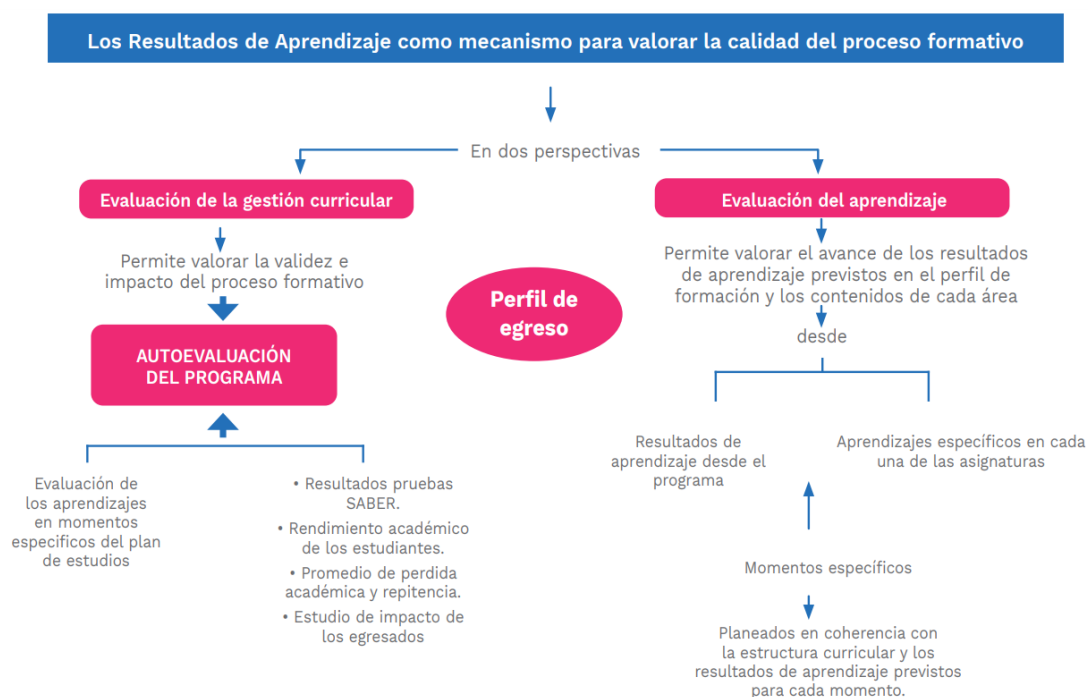 Los Resultados de Aprendizaje como mecanismo para valorar la calidad del proceso formativo
En dos perspectivas
Evaluación de la gestión curricular
Permite valorar la validez e
impacto del proceso formativo
AUTOEVALUACIÓN
DEL PROGRAMA
Evaluación de
los aprendizajes
en momentos
especificos del plan
de estudios
• Resultados pruebas
SABER.
• Rendimiento académico
de los estudiantes.
• Promedio de perdida
académica y repitencia.
• Estudio de impacto de
los egresados
Perfil de
egreso
Evaluación del aprendizaje
Permite valorar el avance de los resultados
de aprendizaje previstos en el perfil de
formación y los contenidos de cada área
desde
Resultados de
aprendizaje desde el
programa
Aprendizajes específicos en cada
una de las asignaturas
Momentos específicos
Planeados en coherencia con
la estructura curricular y los
resultados de aprendizaje previstos
para cada momento.